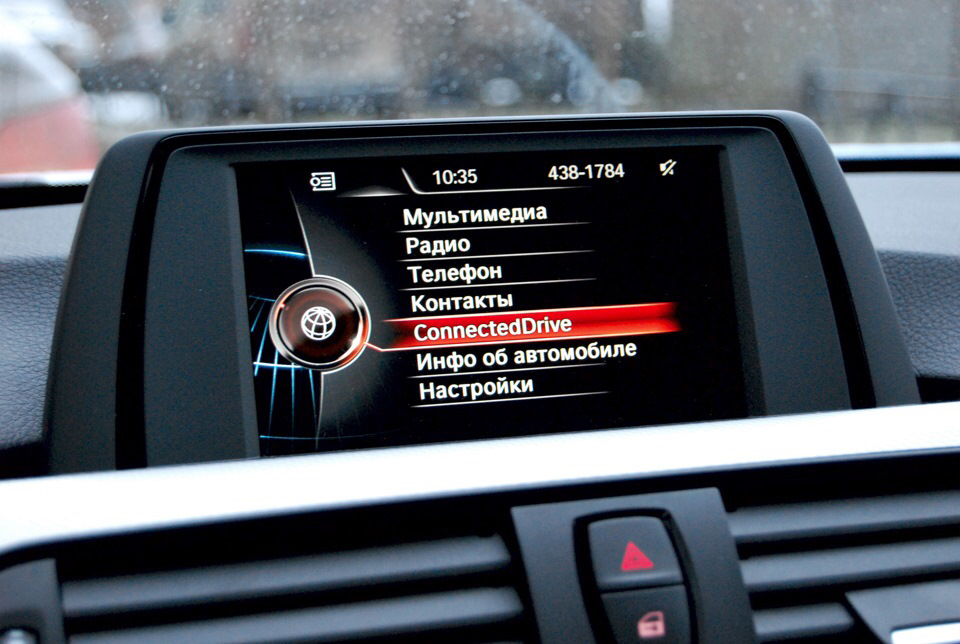 10:35 438-1784
Мультимедиа
Радио
Телефон
Контакты
ConnectedDrive
Инфо об автомобиле
Настройки